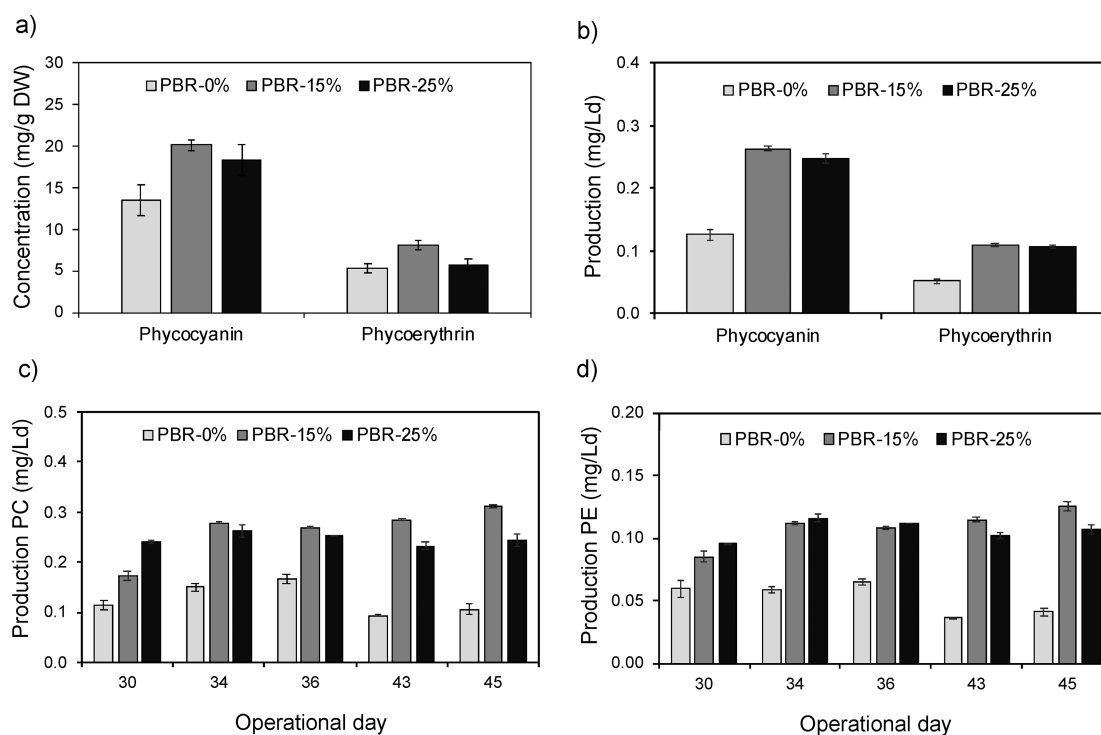 a)
Concentration (mg/g DW)
30
25
20
15
10
5
0
PBR-0% PBR-15% PBR-25%
Phycocyanin Phycoerythrin
b)
Production (mg/Ld)
0.4
0.3
0.2
0.1
0.0
PBR-0% PBR-15% PBR-25%
Phycocyanin Phycoerythrin
c)
Production PC (mg/Ld)
0.5
0.4
0.3
0.2
0.1
0.0
PBR-0% PBR-15% PBR-25%
30 34 36 43 45
Operational day
d)
Production PE (mg/Ld)
0.20
0.15
0.10
0.05
0.00
PBR-0% PBR-15% PBR-25%
30 34 36 43 45
Operational day